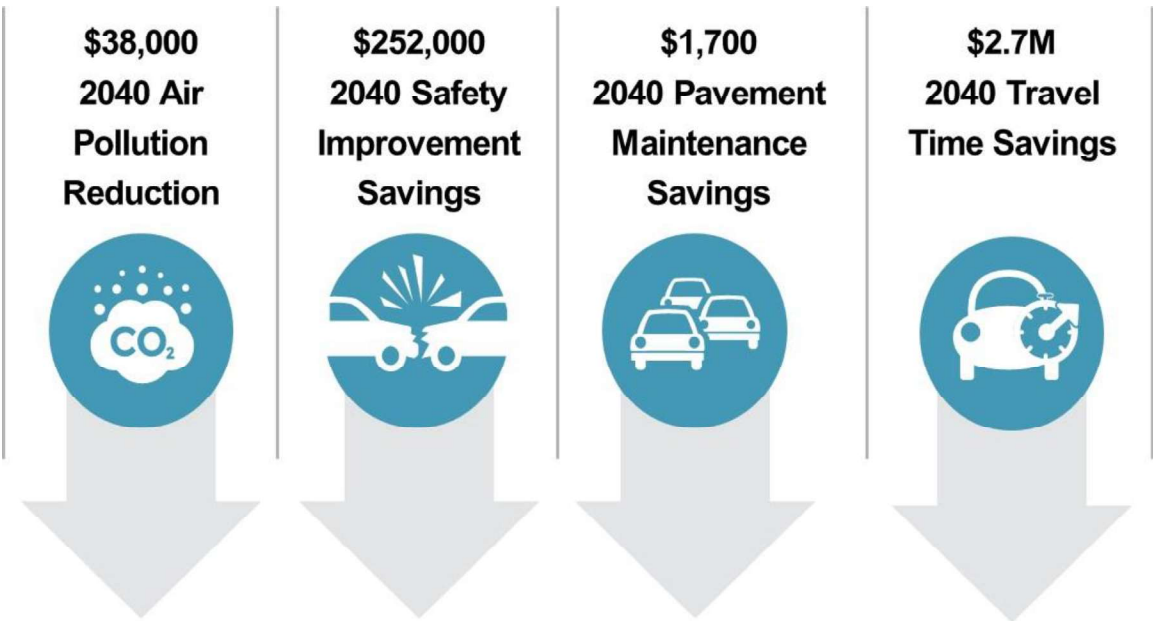 $38,000
2040 Air
Pollution
Reduction
$252,000
2040 Safety
Improvement
Savings
$1,700
2040 Pavement
Maintenance
Savings
$2.7M
2040 Travel
Time Savings
CO₂